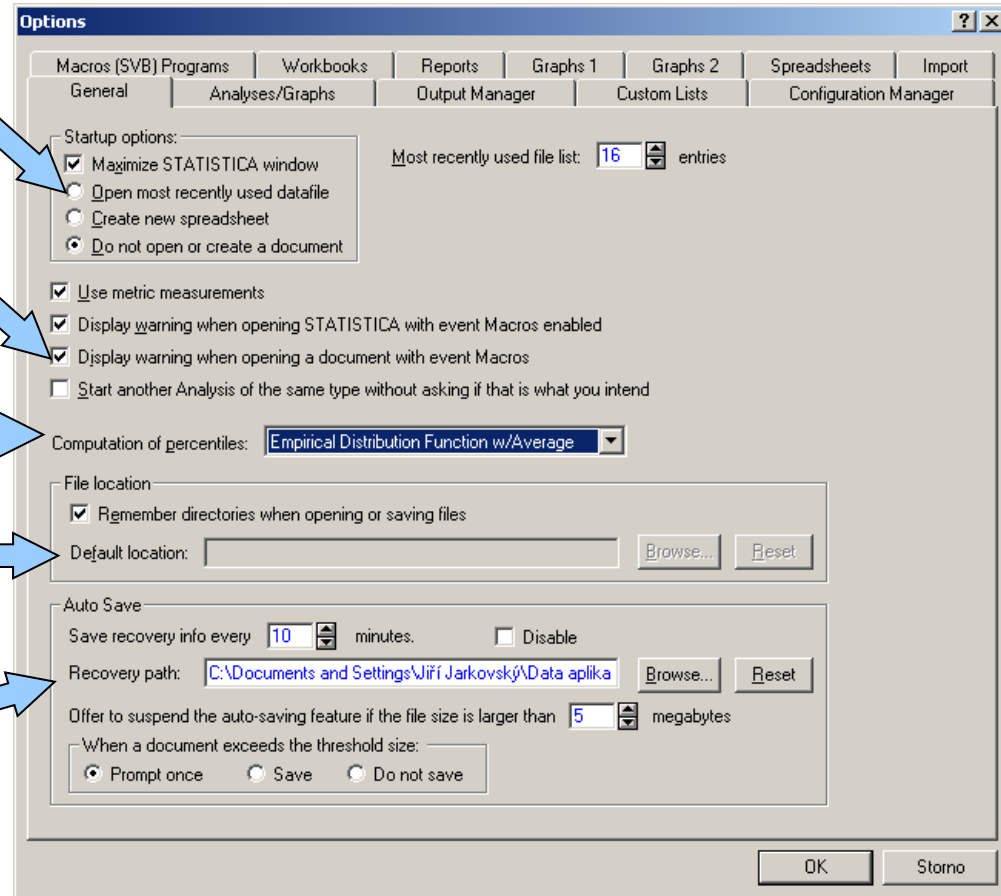 Options
Macros (SVB) Programs Workbooks Reports Graphs 1 Graphs 2 Spreadsheets Import
General Analyses/Graphs Output Manager Custom Lists Configuration Manager
Startup options:
Maximize STATISTICA window
Most recently used file list: 16 entries
Open most recently used datafile
Create new spreadsheet
Do not open or create a document
Use metric measurements
Display warning when opening STATISTICA with event Macros enabled
Display warning when opening a document with event Macros
Start another Analysis of the same type without asking if that is what you intend
Computation of percentiles: Empirical Distribution Function w/Average
File location
Remember directories when opening or saving files
Default location: Browse... Reset
Auto Save
Save recovery info every 10 minutes. Disable
Recovery path: C:\Documents and Settings\Jiří Jarkovský\Data aplika Browse... Reset
Offer to suspend the auto-saving feature if the file size is larger than 5 megabytes
When a document exceeds the threshold size:
Prompt once Save Do not save
OK Storno